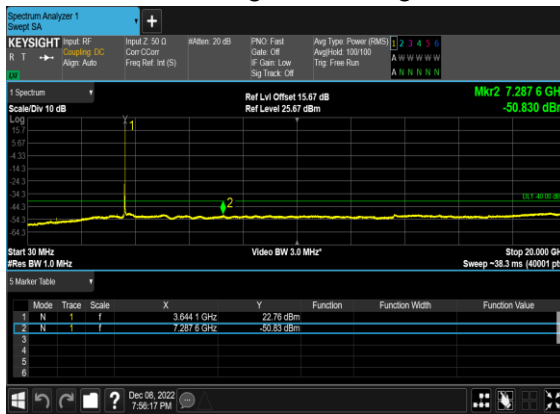 Spectrum Analyzer 1
Swept SA
+
KEYSIGHT Input: RF Input Z: 50 Ω #Atten: 20 dB PNO: Fast Avg Type: Power (RMS) 1 2 3 4 5 6
R T Coupling: DC Corr CCorr Gate: Off Avg|Hold: 100/100 A W W W W W
Align: Auto Freq Ref: Int (S) IF Gain: Low Trig: Free Run
Sig Track: Off A N N N N N
1 Spectrum Ref Lvl Offset 15.67 dB Mkr2 7.287 6 GH
Scale/Div 10 dB Ref Level 25.67 dBm -50.830 dBr
Log
15.7
5.67
-4.33
-14.3
-24.3
-34.3
-44.3
-54.3
-64.3
1
2
Start 30 MHz Video BW 3.0 MHz* Stop 20.000 GH
#Res BW 1.0 MHz Sweep ~38.3 ms (40001 pt
5 Marker Table
Mode Trace Scale X Y Function Function Width Function Value
1 N 1 f 3.644 1 GHz 22.76 dBm
2 N 1 f 7.287 6 GHz -50.83 dBm
3
4
5
6
? Dec 08, 2022
7:56:17 PM